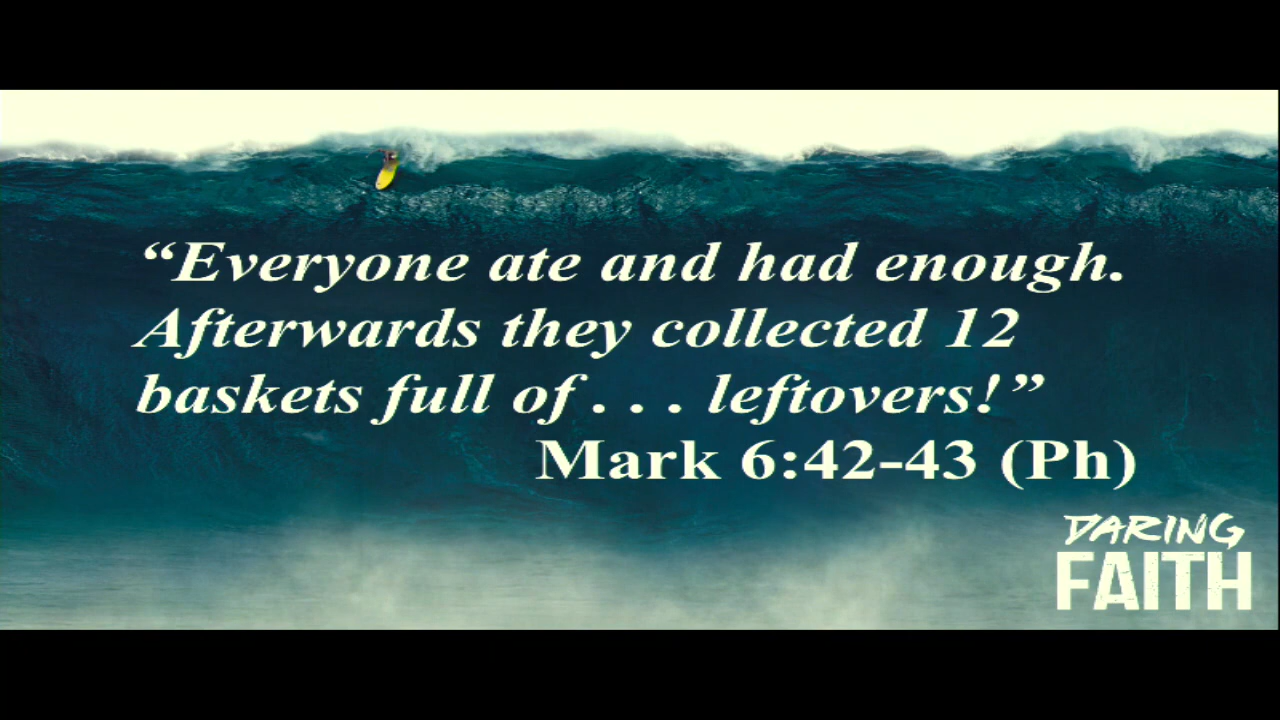 “Everyone ate and had enough.
Afterwards they collected 12
baskets full of . . . leftovers!”
Mark 6:42-43 (Ph)
DARING
FAITH